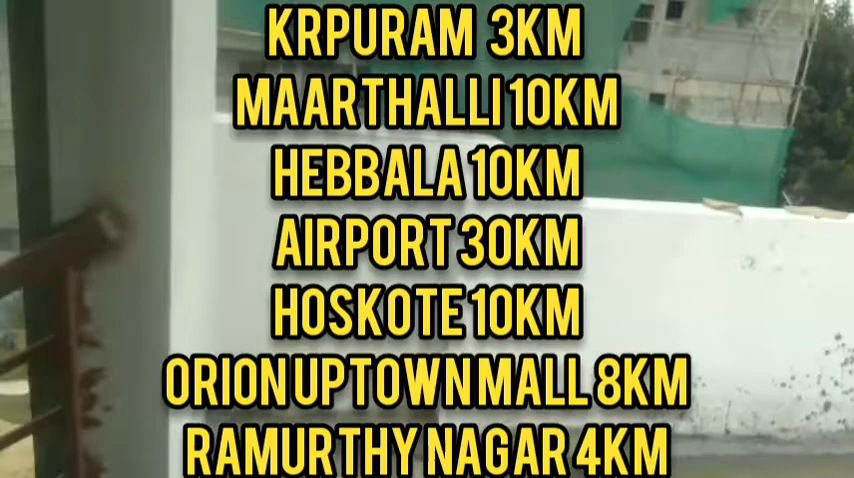 KRPURAM 3KM
MAARTHALLI 10KM
HEBBALA 10KM
AIRPORT 30KM
HOSKOTE 10KM
ORION UPTOWN MALL 8KM
RAMURTHY NAGAR 4KM